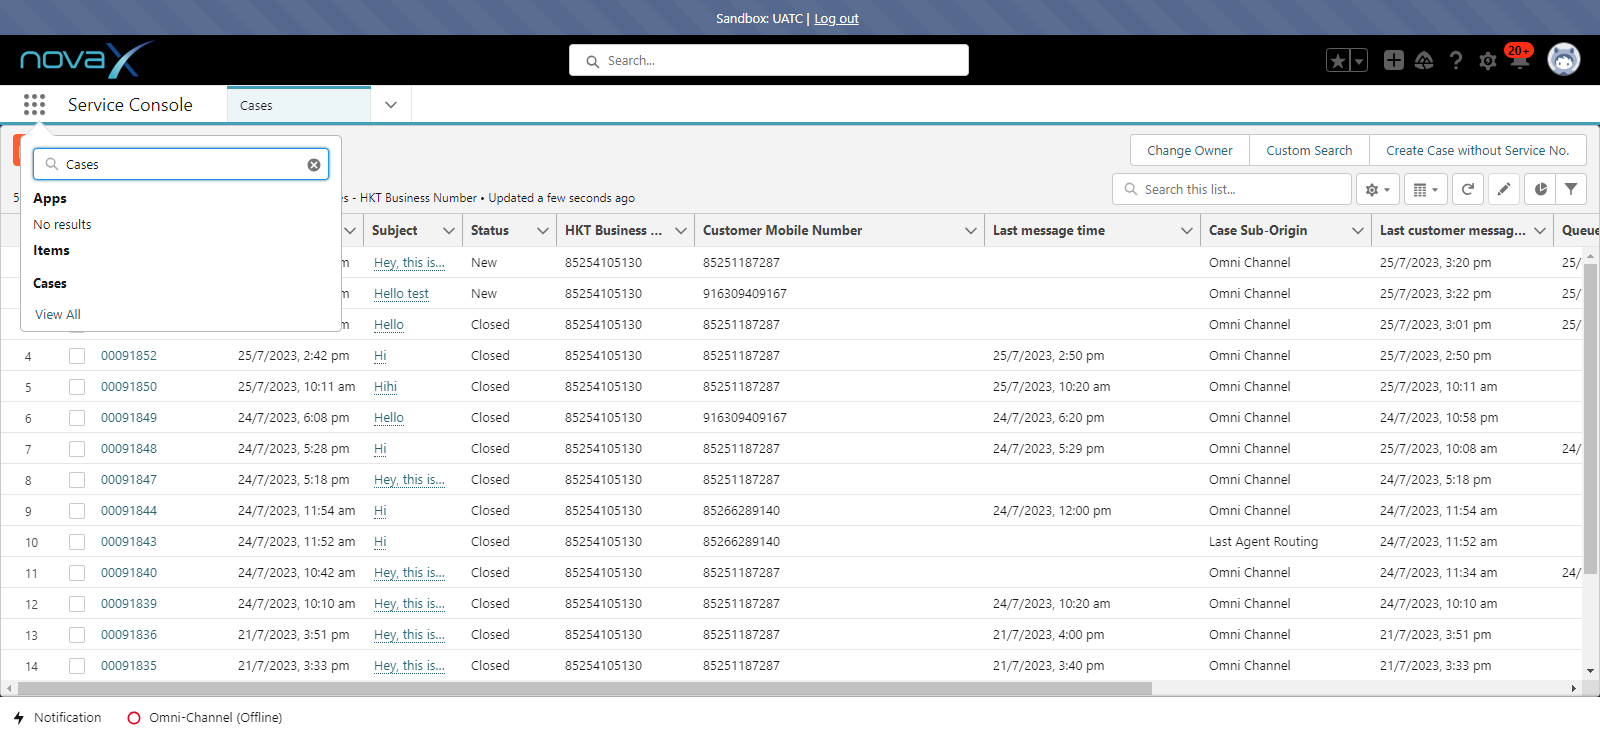 Sandbox: UATC | Log out
novaX
Search...
20+
Service Console
Cases
Cases
Apps
No results
Items
Cases
View All
Change Owner
Custom Search
Create Case without Service No.
5
s - HKT Business Number • Updated a few seconds ago
Search this list...
Subject Status HKT Business ... Customer Mobile Number Last message time Case Sub-Origin Last customer messag... Queue
m Hey, this is... New 85254105130 85251187287 Omni Channel 25/7/2023, 3:20 pm 25/
m Hello test New 85254105130 916309409167 Omni Channel 25/7/2023, 3:22 pm 25/
m Hello Closed 85254105130 85251187287 Omni Channel 25/7/2023, 3:01 pm 25/
4 00091852 25/7/2023, 2:42 pm Hi Closed 85254105130 85251187287 25/7/2023, 2:50 pm Omni Channel 25/7/2023, 2:50 pm
5 00091850 25/7/2023, 10:11 am Hihi Closed 85254105130 85251187287 25/7/2023, 10:20 am Omni Channel 25/7/2023, 10:11 am
6 00091849 24/7/2023, 6:08 pm Hello Closed 85254105130 916309409167 24/7/2023, 6:20 pm Omni Channel 24/7/2023, 10:58 pm
7 00091848 24/7/2023, 5:28 pm Hi Closed 85254105130 85251187287 24/7/2023, 5:29 pm Omni Channel 25/7/2023, 10:08 am 24/
8 00091847 24/7/2023, 5:18 pm Hey, this is... Closed 85254105130 85251187287 Omni Channel 24/7/2023, 5:18 pm
9 00091844 24/7/2023, 11:54 am Hi Closed 85254105130 85266289140 24/7/2023, 12:00 pm Omni Channel 24/7/2023, 11:54 am
10 00091843 24/7/2023, 11:52 am Hi Closed 85254105130 85266289140 Last Agent Routing 24/7/2023, 11:52 am
11 00091840 24/7/2023, 10:42 am Hey, this is... Closed 85254105130 85251187287 Omni Channel 24/7/2023, 11:34 am 24/
12 00091839 24/7/2023, 10:10 am Hey, this is... Closed 85254105130 85251187287 24/7/2023, 10:20 am Omni Channel 24/7/2023, 10:10 am
13 00091836 21/7/2023, 3:51 pm Hey, this is... Closed 85254105130 85251187287 21/7/2023, 4:00 pm Omni Channel 21/7/2023, 3:51 pm
14 00091835 21/7/2023, 3:33 pm Hey, this is... Closed 85254105130 85251187287 21/7/2023, 3:40 pm Omni Channel 21/7/2023, 3:33 pm
Notification
Omni-Channel (Offline)